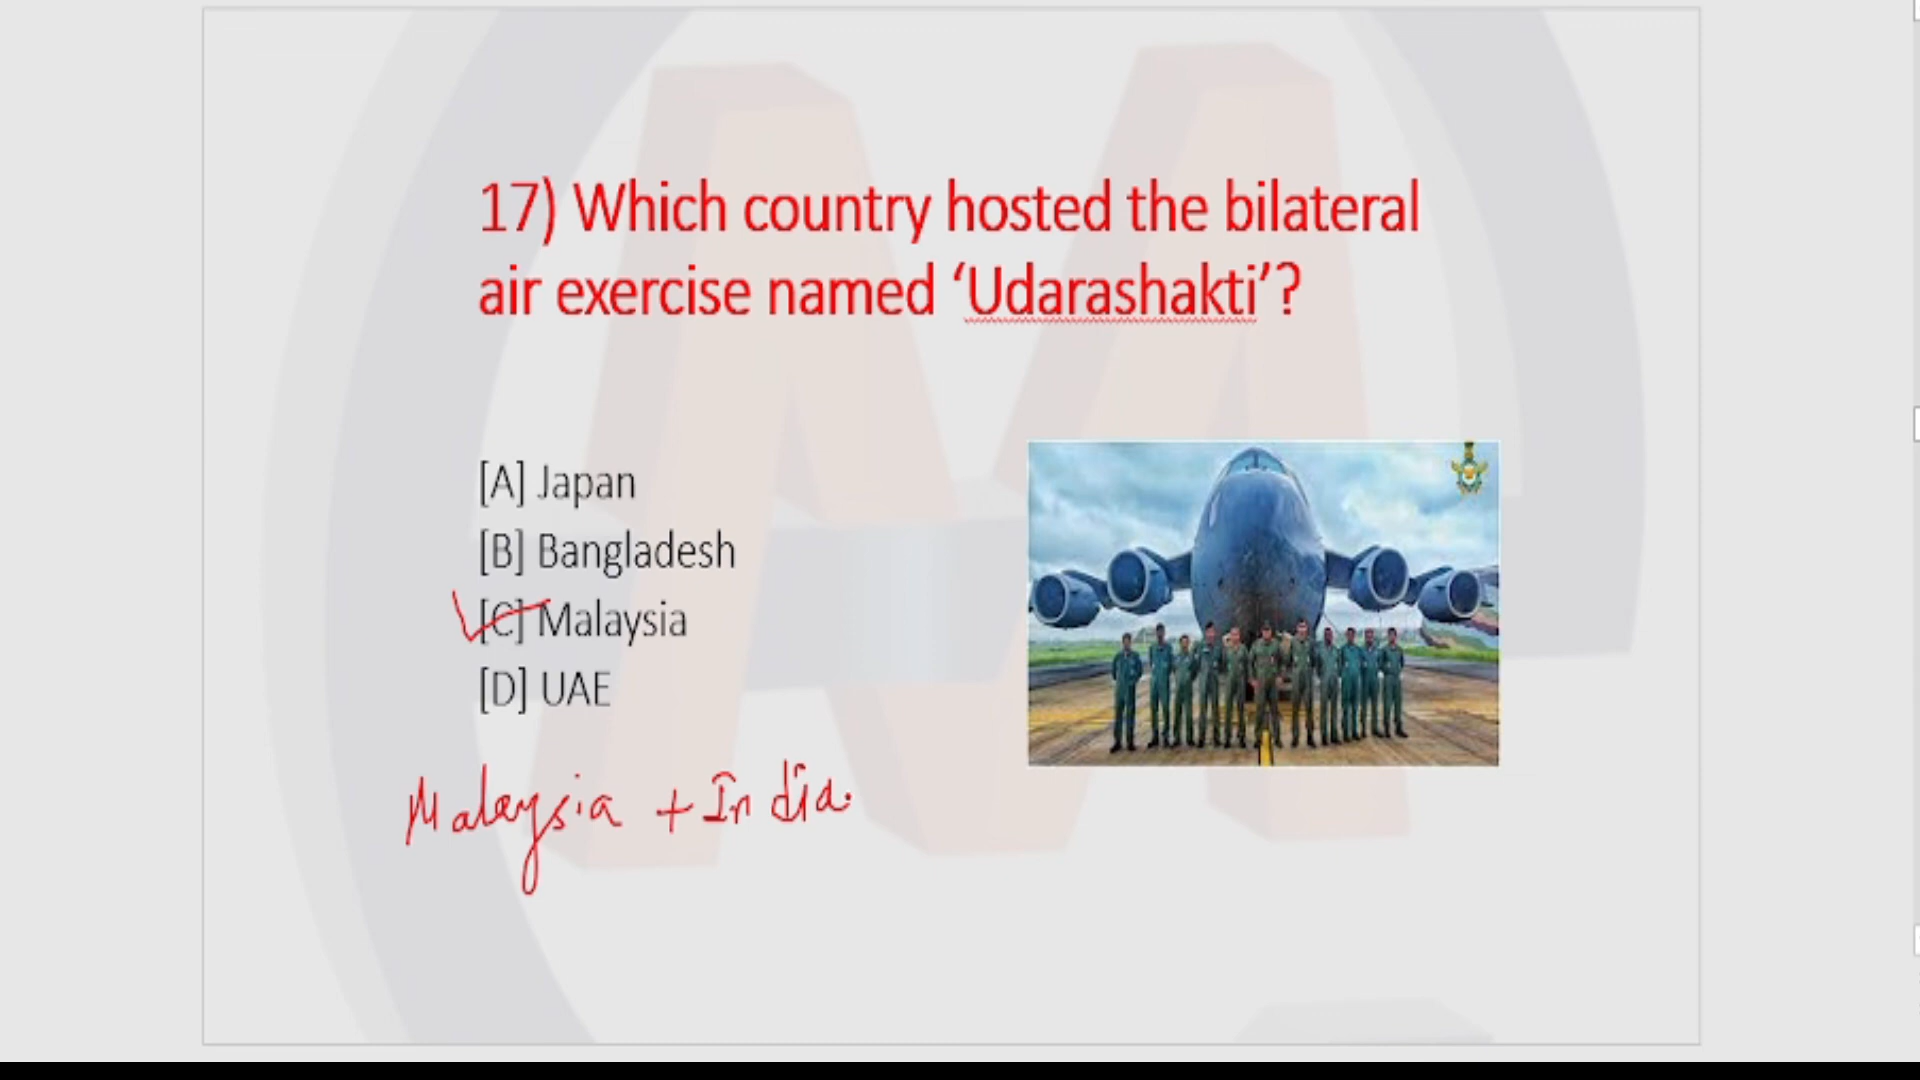 17) Which country hosted the bilateral
air exercise named ‘Udarashakti’?
[A] Japan
[B] Bangladesh
[C] Malaysia
[D] UAE
Malaysia + India.